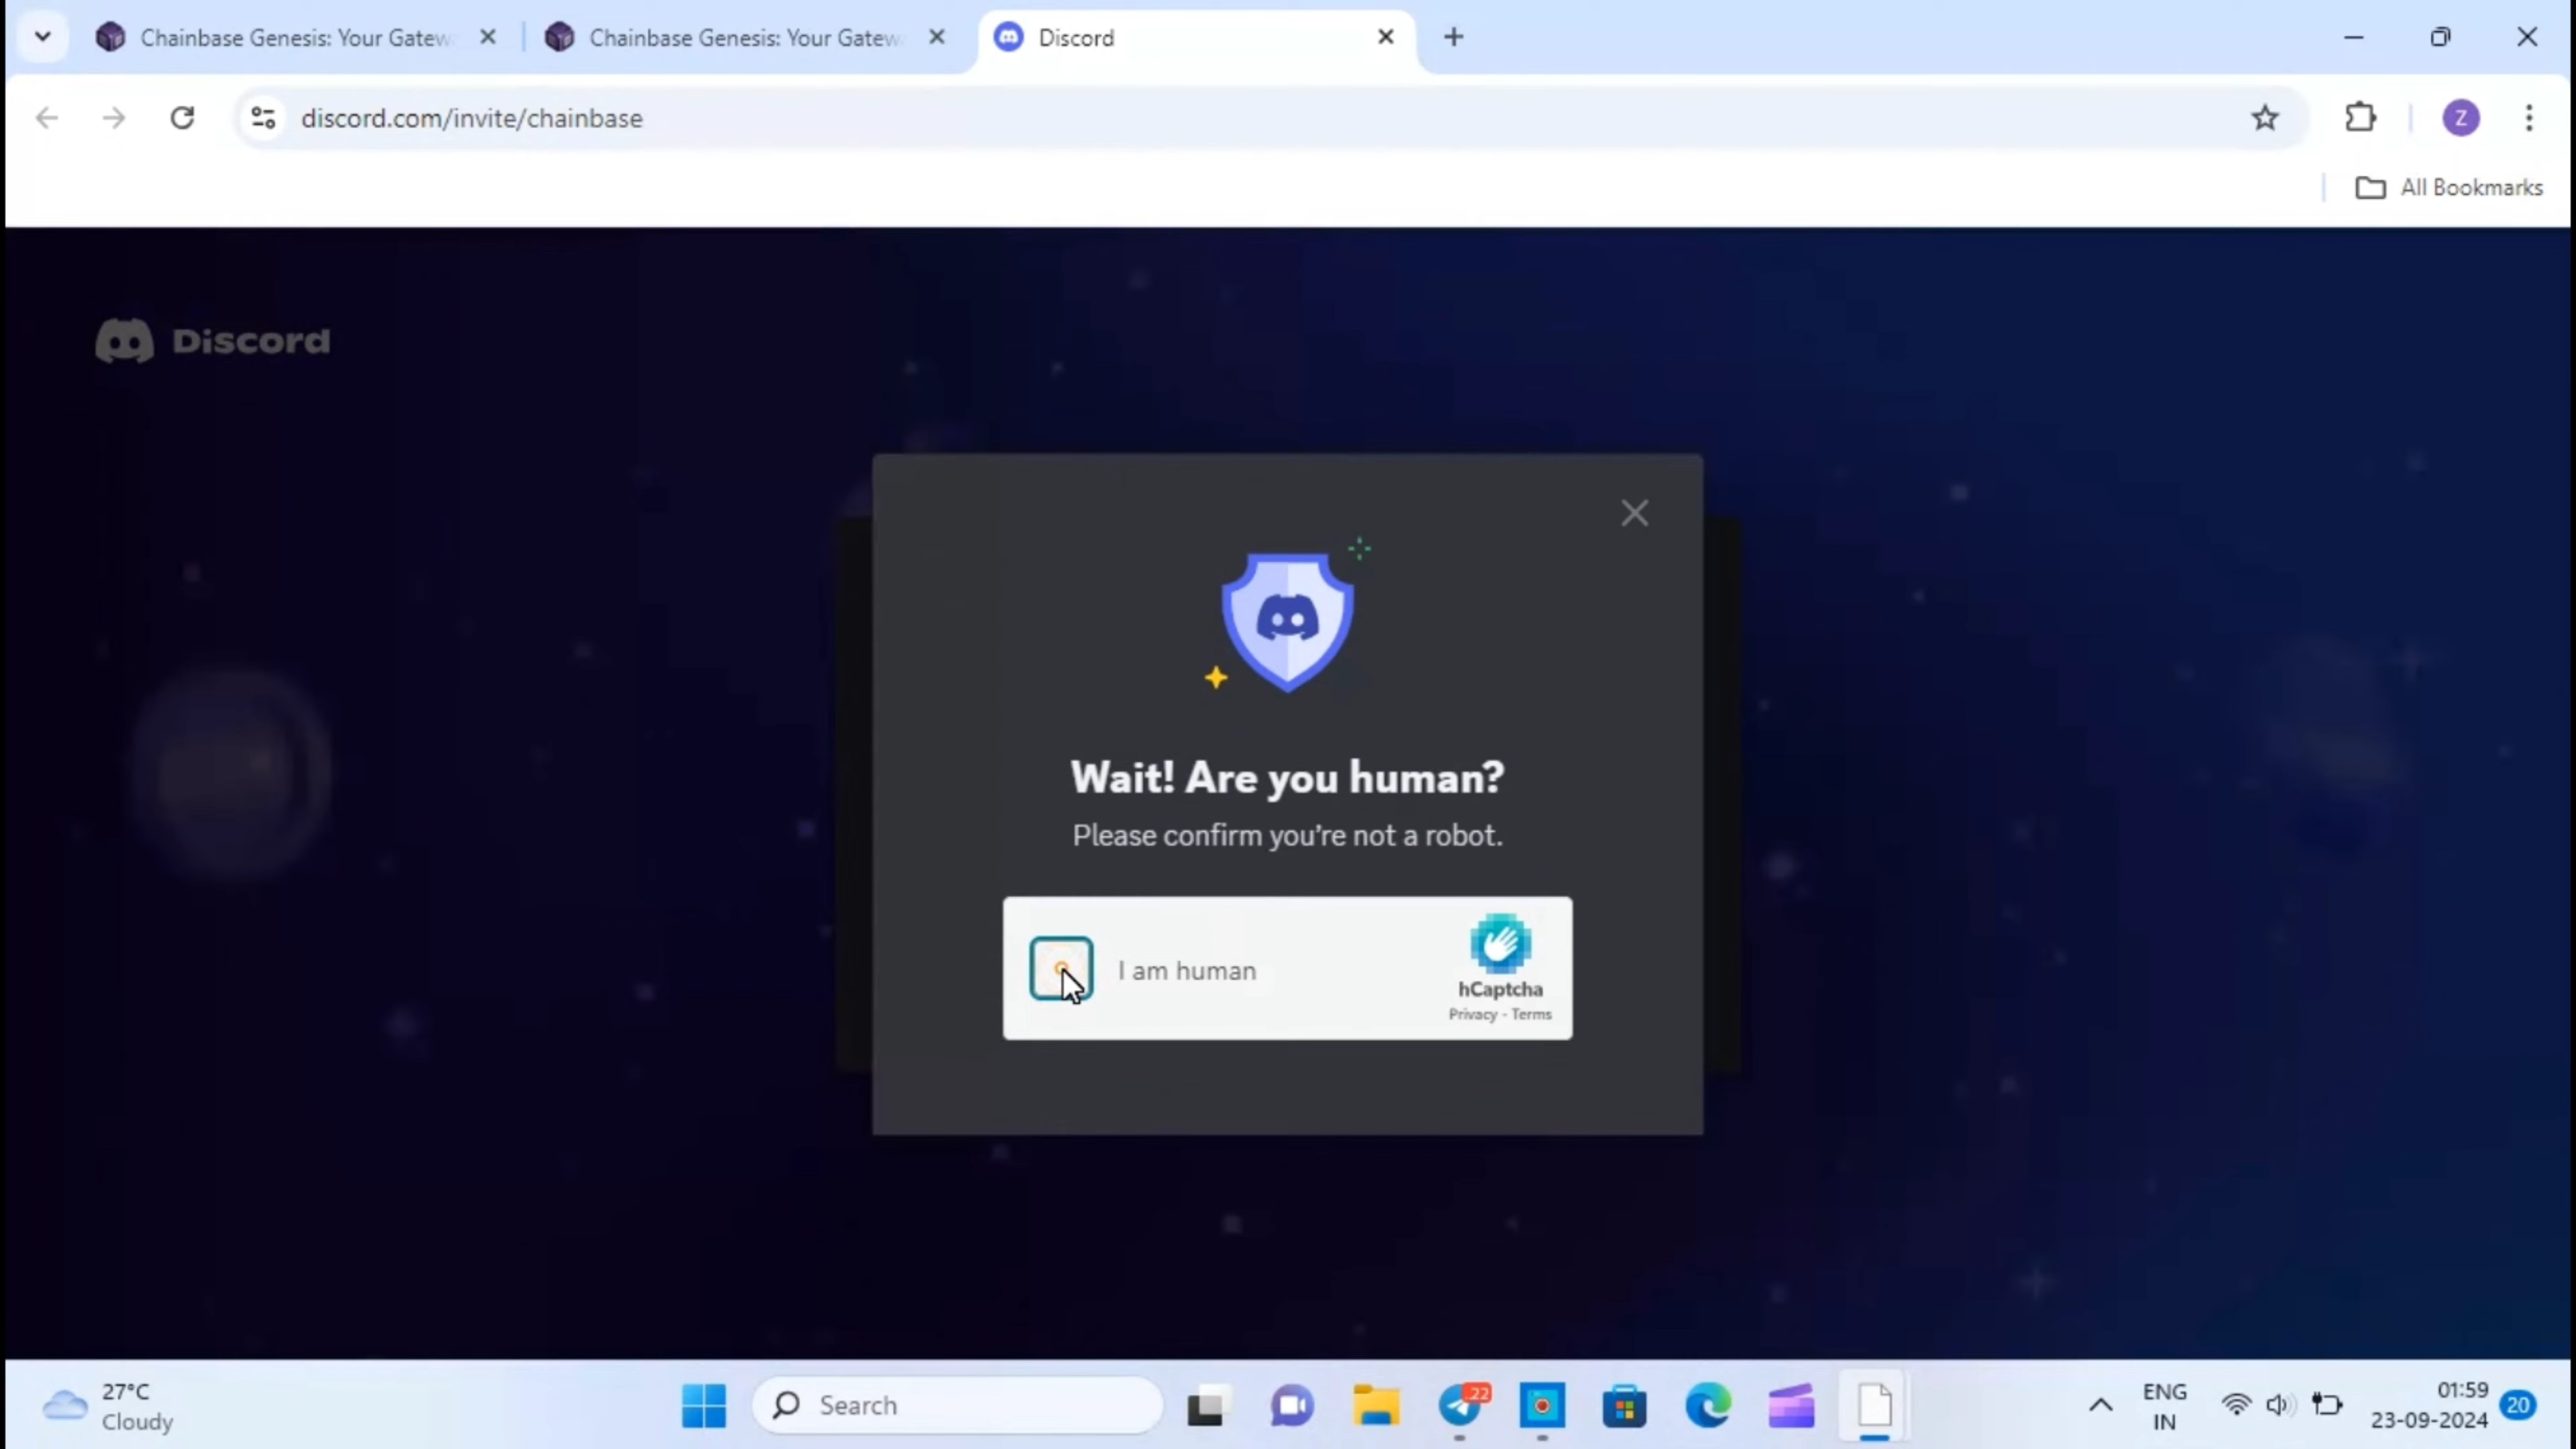 Chainbase Genesis: Your Gatew
Chainbase Genesis: Your Gatew
Discord
discord.com/invite/chainbase
Z
All Bookmarks
Discord
Wait! Are you human?
Please confirm you're not a robot.
I am human
hCaptcha
Privacy - Terms
27°C
Cloudy
Search
22
ENG
IN
01:59
23-09-2024
20